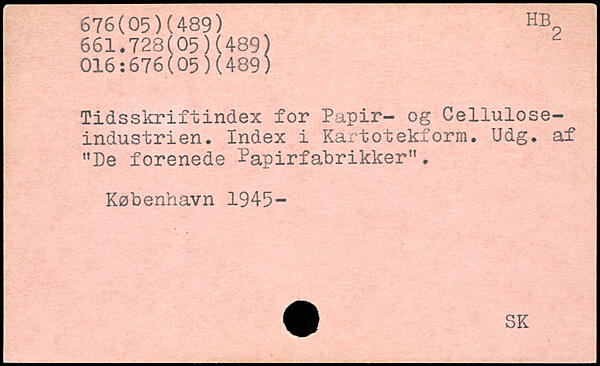 676(05)(489)
HB2
661.728(05)(489)
016:676(05)(489)
Tidsskriftindex for Papir- og Cellulose-
industrien. Index i Kartotekform. Udg. af
"De forenede Papirfabrikker".
København 1945-
SK